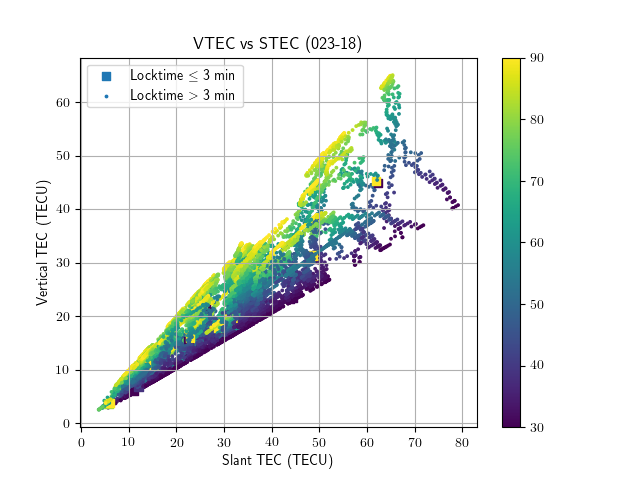 VTEC vs STEC (023-18)
Locktime ≤ 3 min
Locktime > 3 min
Vertical TEC (TECU)
60
50
40
30
20
10
0
0 10 20 30 40 50 60 70 80
Slant TEC (TECU)
90
80
70
60
50
40
30